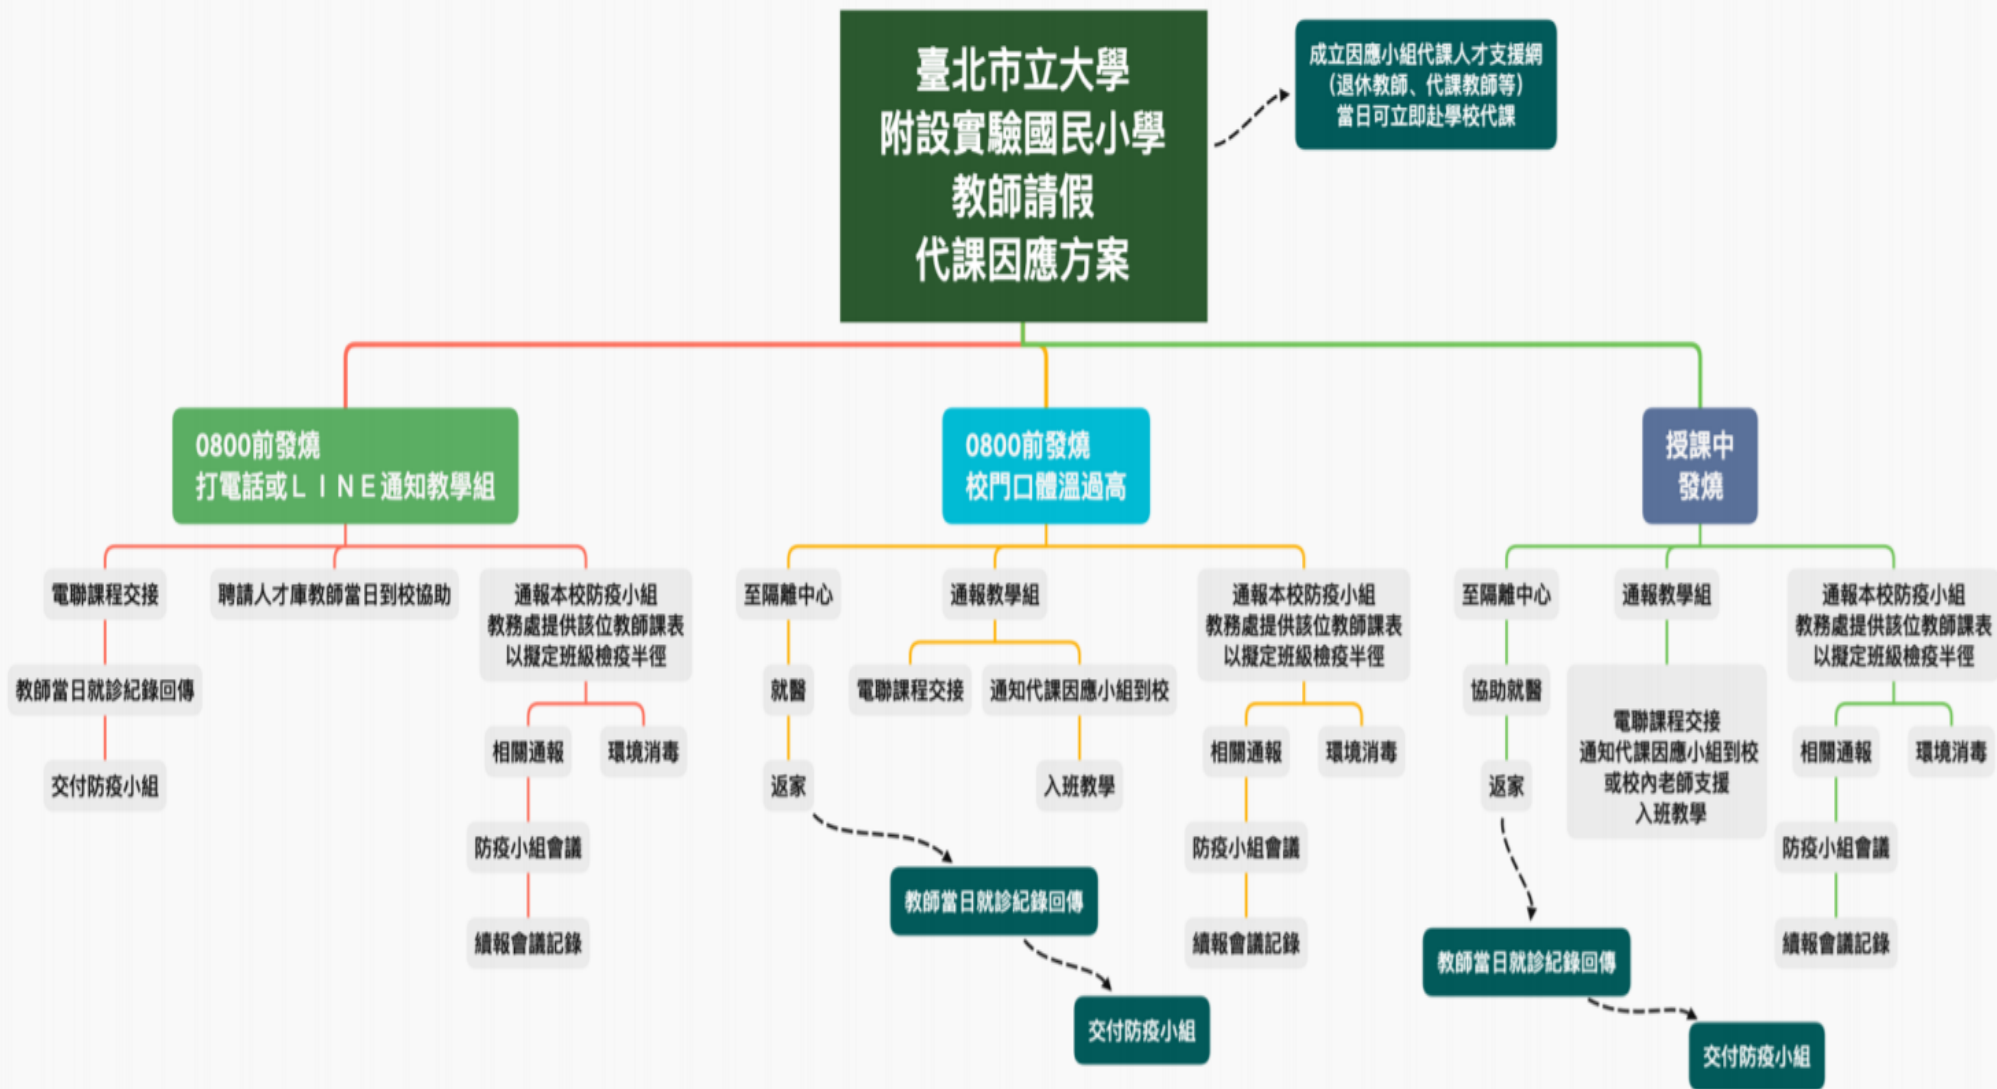 臺北市立大學
附設實驗國民小學
教師請假
代課因應方案
成立因應小組代課人才支援網
（退休教師、代課教師等）
當日可立即赴學校代課
0800前發燒
打電話或ＬＩＮＥ通知教學組
電聯課程交接
教師當日就診紀錄回傳
交付防疫小組
聘請人才庫教師當日到校協助
通報本校防疫小組
教務處提供該位教師課表
以擬定班級檢疫半徑
相關通報
環境消毒
防疫小組會議
續報會議記錄
0800前發燒
校門口體溫過高
至隔離中心
就醫
返家
教師當日就診紀錄回傳
交付防疫小組
通報教學組
電聯課程交接
通知代課因應小組到校
入班教學
通報本校防疫小組
教務處提供該位教師課表
以擬定班級檢疫半徑
相關通報
環境消毒
防疫小組會議
續報會議記錄
授課中
發燒
至隔離中心
協助就醫
返家
教師當日就診紀錄回傳
交付防疫小組
通報教學組
電聯課程交接
通知代課因應小組到校
或校內老師支援
入班教學
通報本校防疫小組
教務處提供該位教師課表
以擬定班級檢疫半徑
相關通報
環境消毒
防疫小組會議
續報會議記錄